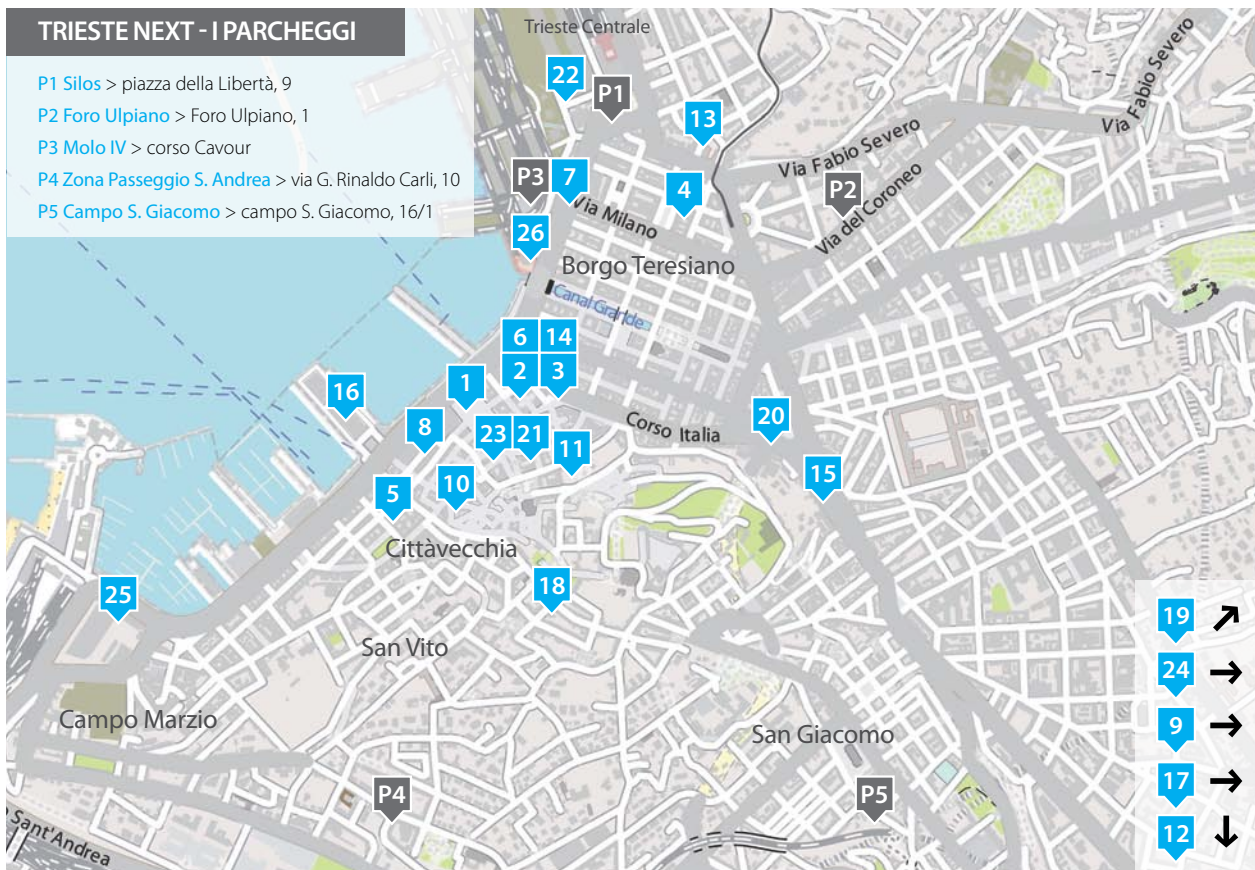 TRIESTE NEXT - I PARCHEGGI
P1 Silos > piazza della Libertà, 9
P2 Foro Ulpiano > Foro Ulpiano, 1
P3 Molo IV > corso Cavour
P4 Zona Passeggio S. Andrea > via G. Rinaldo Carli, 10
P5 Campo S. Giacomo > campo S. Giacomo, 16/1
Trieste Centrale
22
P1
13
Via Fabio Severo
Via Fabio Severo
P3
7
4
P2
Via Milano
Via del Coroneo
26
Borgo Teresiano
Canal Grande
6
14
2
3
1
16
8
23
21
11
Corso Italia
20
15
5
10
Cittàvecchia
18
25
San Vito
Campo Marzio
San Giacomo
P4
P5
Sant'Andrea
19
24
9
17
12